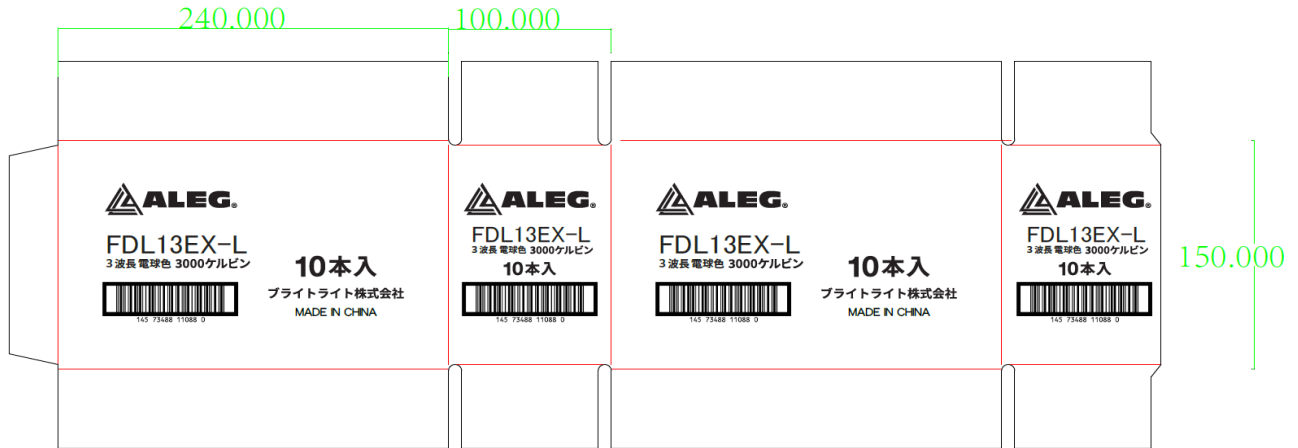 240.000
100.000
ALEG®
FDL13EX-L
3波長電球色 3000ケルビン
10本入
ブライトライト株式会社
MADE IN CHINA
145 73488 11088 0
ALEG®
FDL13EX-L
3波長電球色 3000ケルビン
10本入
145 73488 11088 0
ALEG®
FDL13EX-L
3波長電球色 3000ケルビン
10本入
ブライトライト株式会社
MADE IN CHINA
145 73488 11088 0
ALEG®
FDL13EX-L
3波長電球色 3000ケルビン
10本入
145 73488 11088 0
150.000